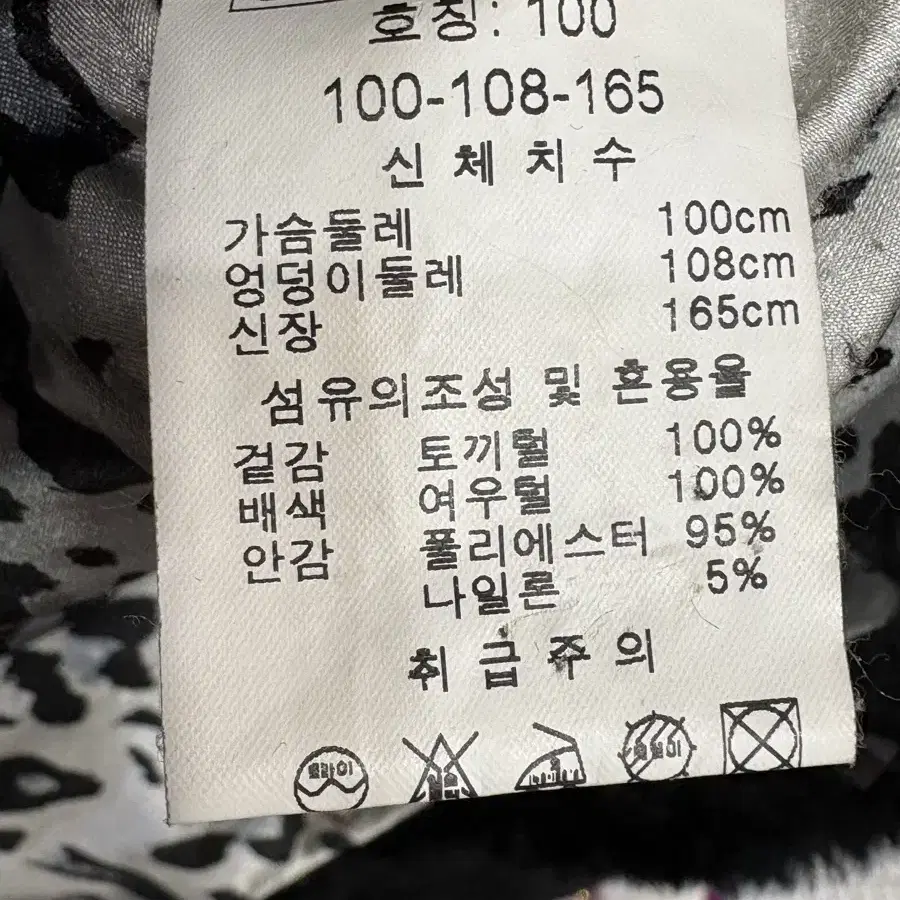 호칭: 100
100-108-165
신체치수
가슴둘레 100cm
엉덩이둘레 108cm
신장 165cm
섬유의조성 및 혼용율
겉감 토끼털 100%
배색 여우털 100%
안감 폴리에스터 95%
나일론 5%
취급주의
드라이